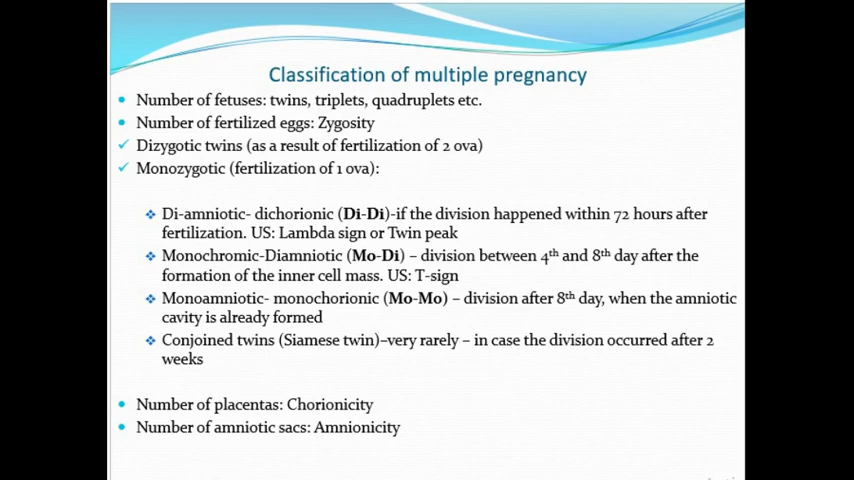 Classification of multiple pregnancy
Number of fetuses: twins, triplets, quadruplets etc.
Number of fertilized eggs: Zygosity
Dizygotic twins (as a result of fertilization of 2 ova)
Monozygotic (fertilization of 1 ova):
Di-amniotic- dichorionic (Di-Di)-if the division happened within 72 hours after
fertilization. US: Lambda sign or Twin peak
Monochromic-Diamniotic (Mo-Di) – division between 4th and 8th day after the
formation of the inner cell mass. US: T-sign
Monoamniotic- monochorionic (Mo-Mo) – division after 8th day, when the amniotic
cavity is already formed
Conjoined twins (Siamese twin)–very rarely – in case the division occurred after 2
weeks
Number of placentas: Chorionicity
Number of amniotic sacs: Amnionicity